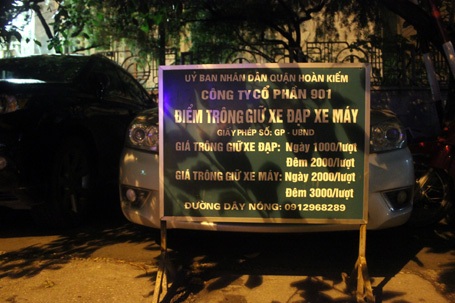 UỶ BAN NHÂN DÂN QUẬN HOÀN KIẾM
CÔNG TY CỔ PHẦN 901
ĐIỂM TRÔNG GIỮ XE ĐẠP XE MÁY
GIẤY PHÉP SỐ: GP - UBND
GIÁ TRÔNG GIỮ XE ĐẠP: Ngày 1000/lượt
Đêm 2000/lượt
GIÁ TRÔNG GIỮ XE MÁY: Ngày 2000/lượt
Đêm 3000/lượt
ĐƯỜNG DÂY NÓNG: 0912968289